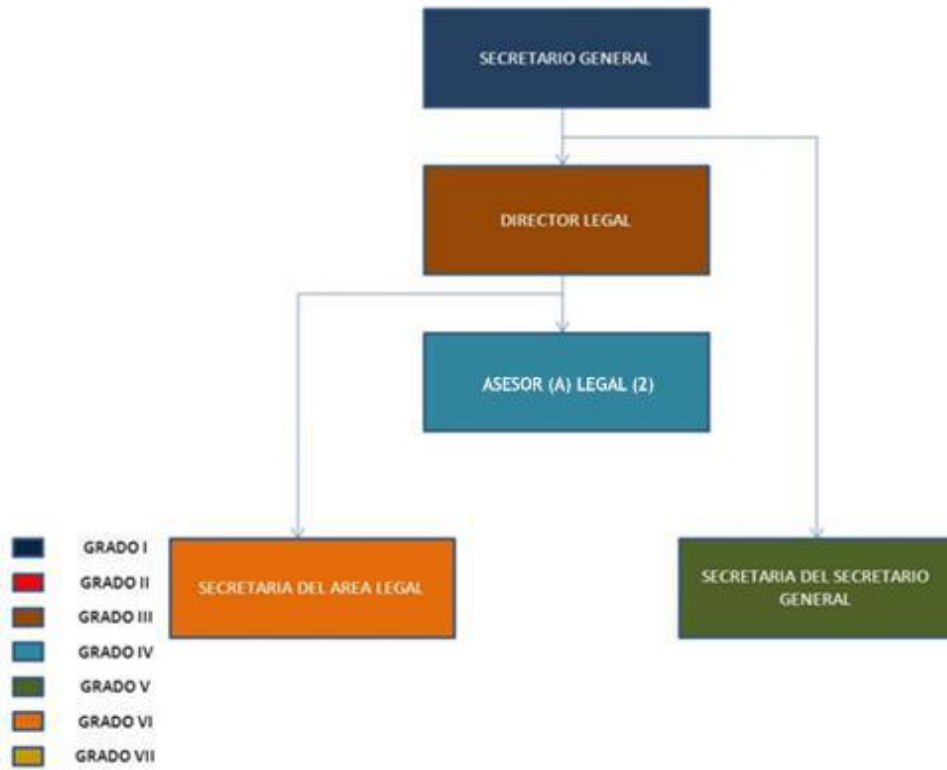 SECRETARIO GENERAL
DIRECTOR LEGAL
ASESOR (A) LEGAL (2)
SECRETARIA DEL AREA LEGAL
SECRETARIA DEL SECRETARIO
GENERAL
GRADO I
GRADO II
GRADO III
GRADO IV
GRADO V
GRADO VI
GRADO VII